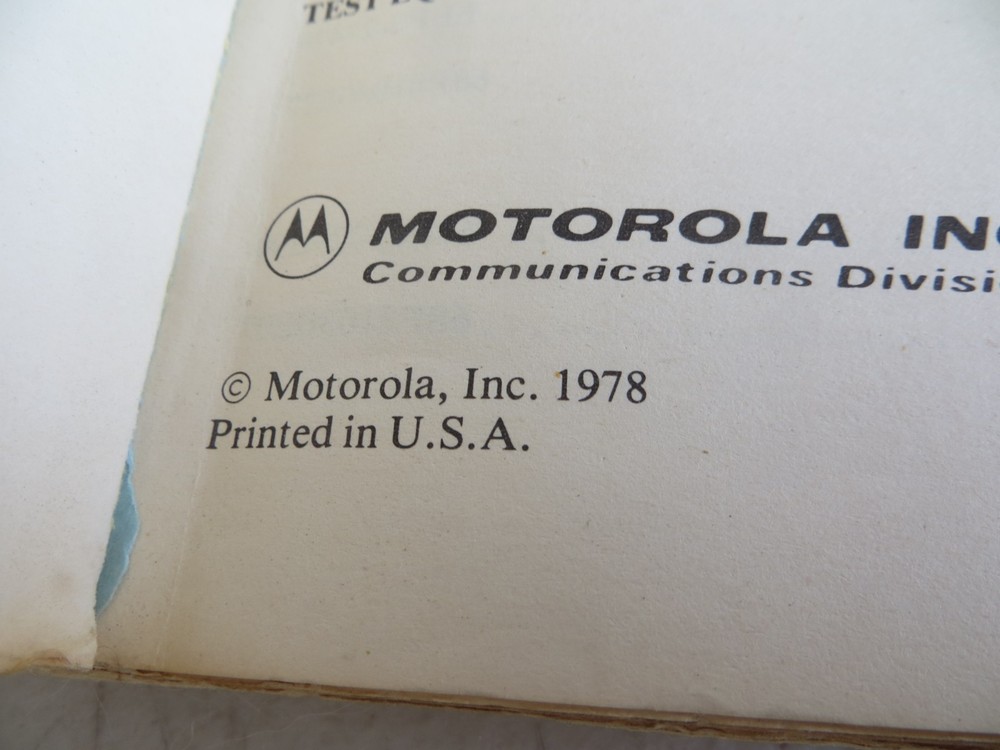 TEST
MOTOROLA
Communications
© Motorola, Inc. 1978
Printed in U.S.A.